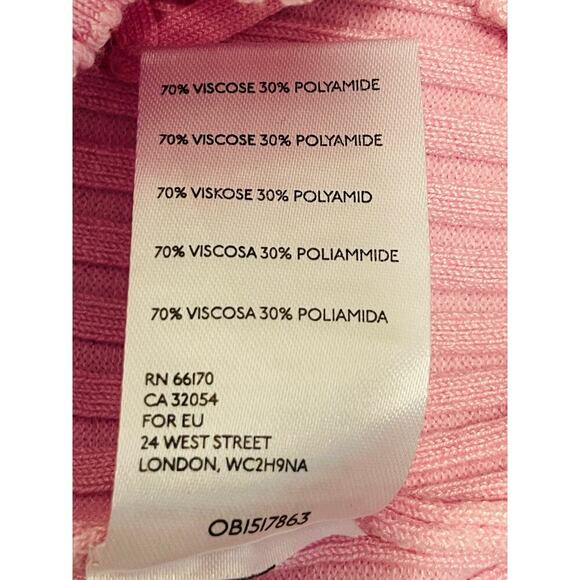 70% VISCOSE 30% POLYAMIDE
70% VISCOSE 30% POLYAMIDE
70% VISKOSE 30% POLYAMID
70% VISCOSA 30% POLIAMMIDE
70% VISCOSA 30% POLIAMIDA
RN 66170
CA 32054
FOR EU
24 WEST STREET
LONDON, WC2H9NA
OB1517863